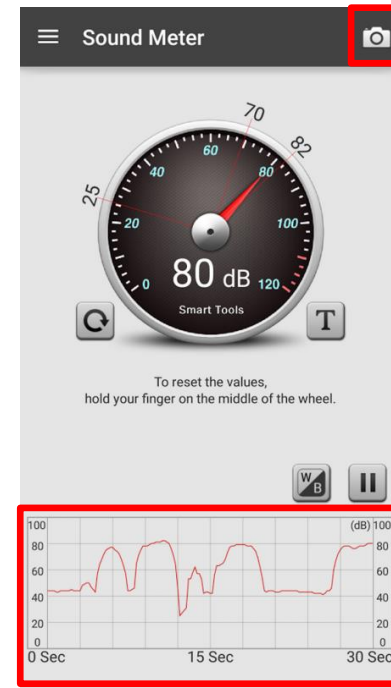 Sound Meter
70
82
60
25
40
80
20
100
80 dB
0
120
Smart Tools
T
To reset the values,
hold your finger on the middle of the wheel.
W
B
100 (dB) 100
80 80
60 60
40 40
20 20
0 0
0 Sec 15 Sec 30 Sec